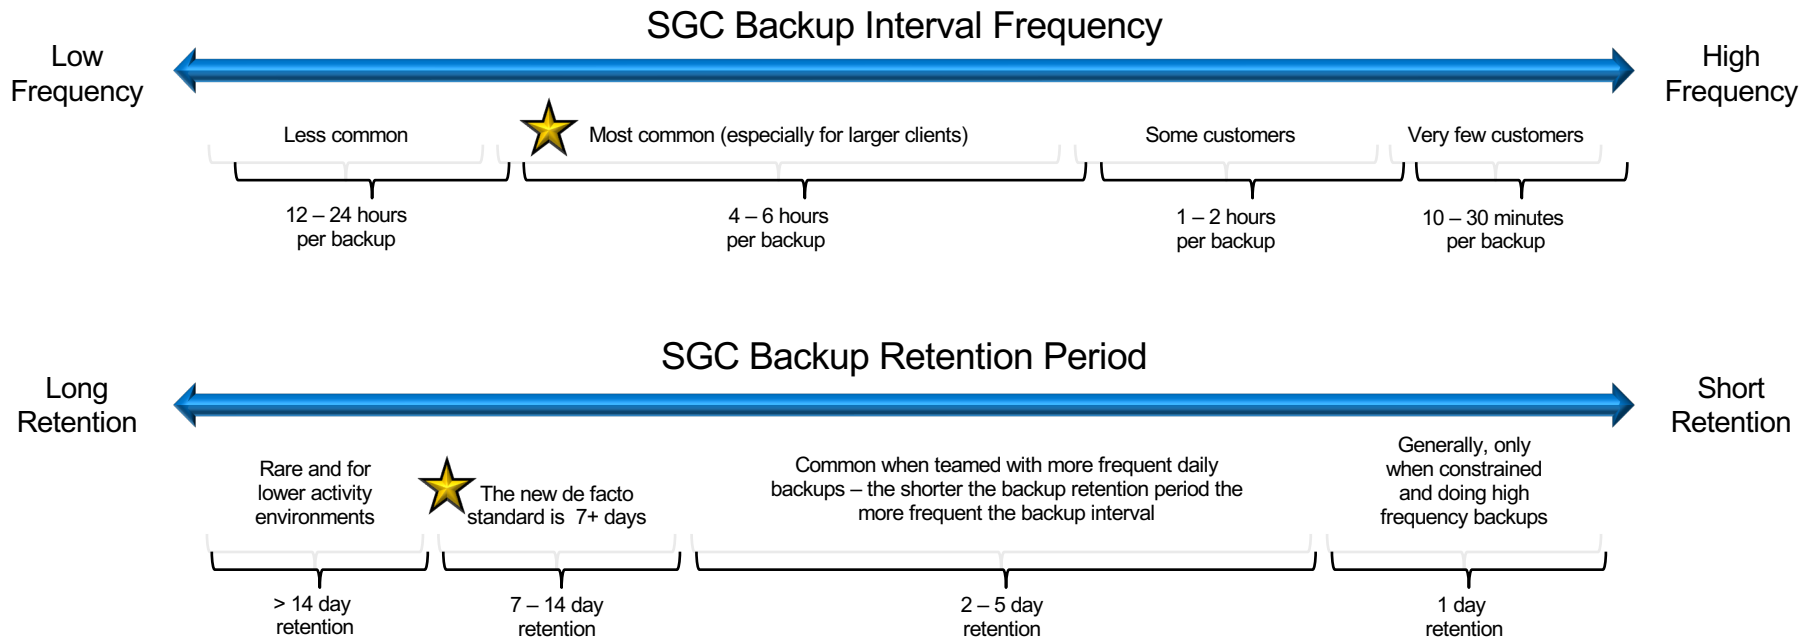 SGC Backup Interval Frequency
Low
Frequency
High
Frequency
Less common
Most common (especially for larger clients)
Some customers
Very few customers
12 – 24 hours
per backup
4 – 6 hours
per backup
1 – 2 hours
per backup
10 – 30 minutes
per backup
SGC Backup Retention Period
Long
Retention
Short
Retention
Rare and for
lower activity
environments
The new de facto
standard is 7+ days
Common when teamed with more frequent daily
backups – the shorter the backup retention period the
more frequent the backup interval
Generally, only
when constrained
and doing high
frequency backups
> 14 day
retention
7 – 14 day
retention
2 – 5 day
retention
1 day
retention